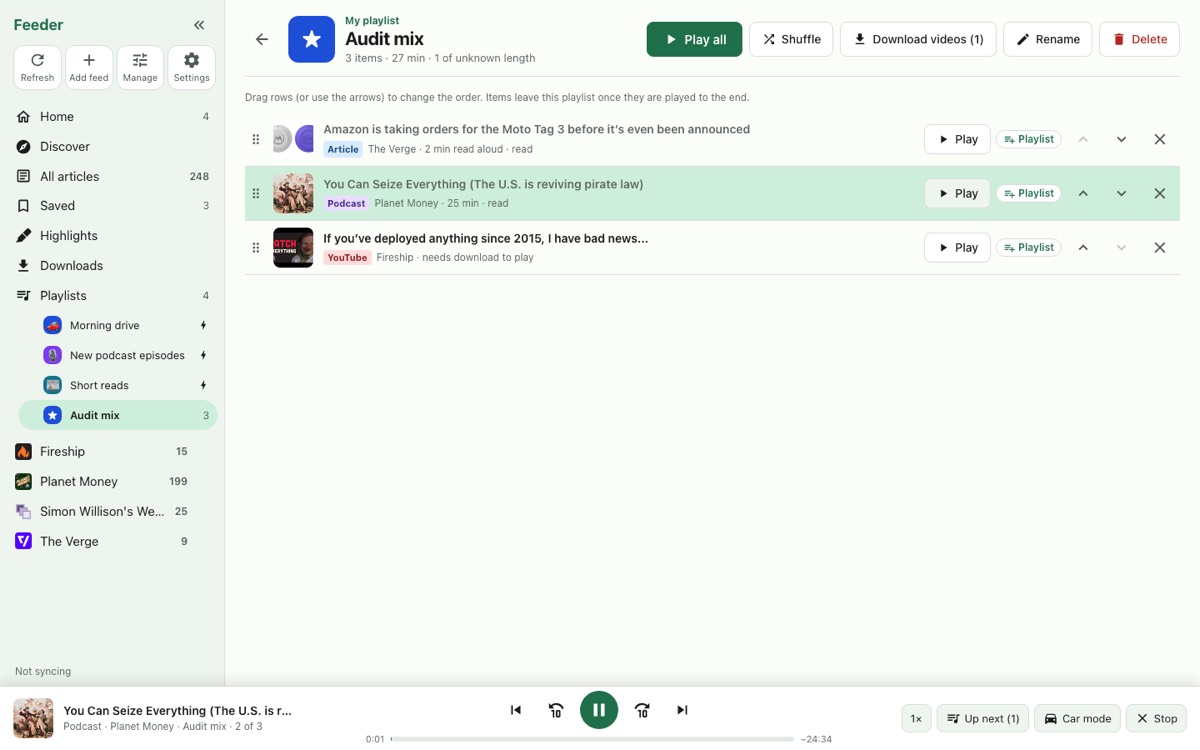 Feeder
Refresh
Add feed
Manage
Settings
Home 4
Discover
All articles 248
Saved 3
Highlights
Downloads
Playlists 4
Morning drive
New podcast episodes
Short reads
Audit mix 3
Fireship 15
Planet Money 199
Simon Willison's We... 25
The Verge 9
Not syncing
My playlist
Audit mix
3 items · 27 min · 1 of unknown length
Play all
Shuffle
Download videos (1)
Rename
Delete
Drag rows (or use the arrows) to change the order. Items leave this playlist once they are played to the end.
Amazon is taking orders for the Moto Tag 3 before it's even been announced
Article The Verge · 2 min read aloud · read
Play
Playlist
You Can Seize Everything (The U.S. is reviving pirate law)
Podcast Planet Money · 25 min · read
Play
Playlist
If you've deployed anything since 2015, I have bad news...
YouTube Fireship · needs download to play
Play
Playlist
You Can Seize Everything (The U.S. is r...
Podcast · Planet Money · Audit mix · 2 of 3
10
10
0:01
−24:34
1×
Up next (1)
Car mode
Stop